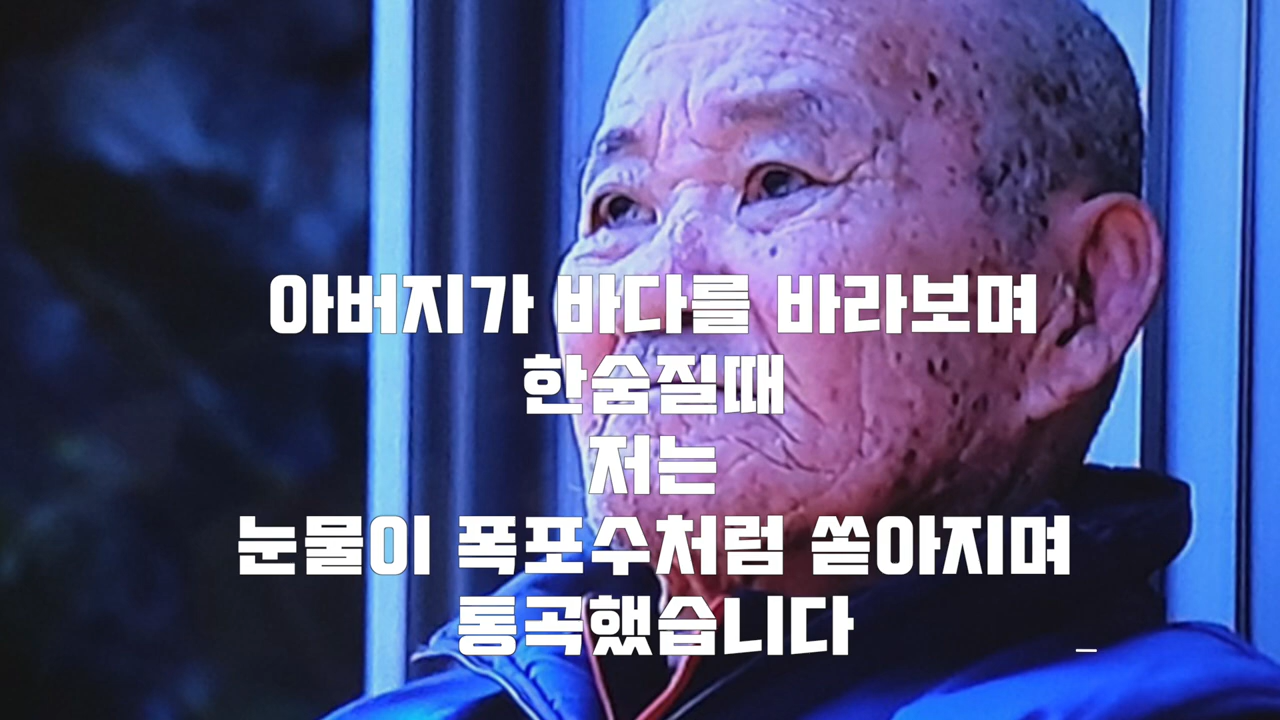 아버지가 바다를 바라보며
한숨질때
저는
눈물이 폭포수처럼 쏟아지며
통곡했습니다